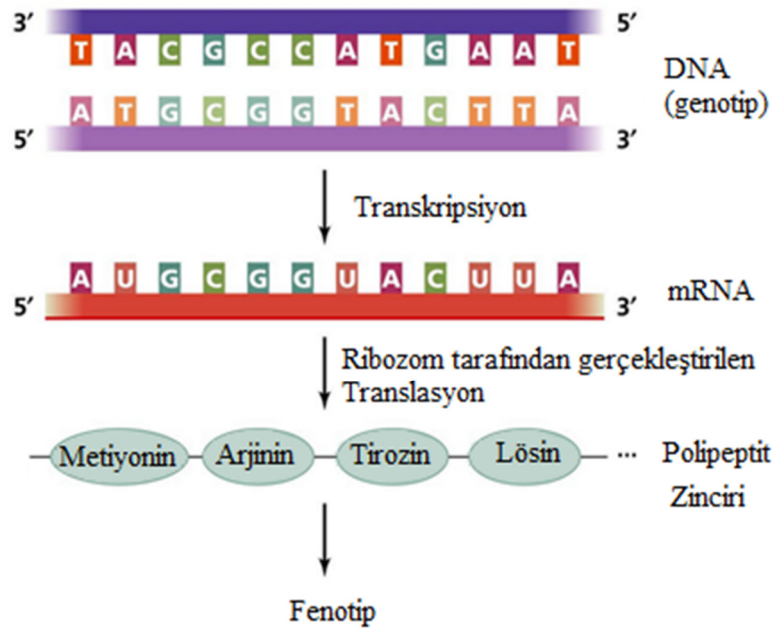 3′ 5′
T A C G C C A T G A A T
DNA
(genotip)
A T G C G G T A C T T A
5′ 3′
Transkripsiyon
A U G C G G U A C U U A
mRNA
5′ 3′
Ribozom tarafından gerçekleştirilen
Translasyon
Metiyonin Arjinin Tirozin Lösin ... Polipeptit
Zinciri
Fenotip